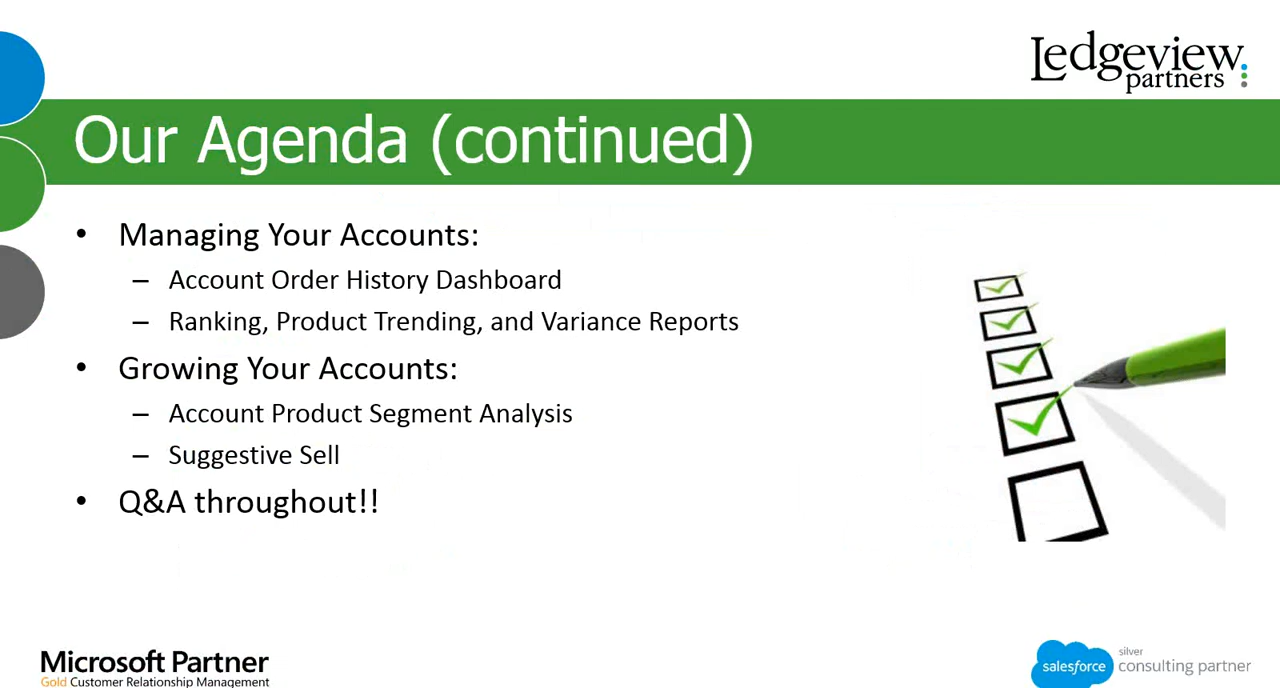 Ledgeview
partners
Our Agenda (continued)
• Managing Your Accounts:
– Account Order History Dashboard
– Ranking, Product Trending, and Variance Reports
• Growing Your Accounts:
– Account Product Segment Analysis
– Suggestive Sell
• Q&A throughout!!
Microsoft Partner
Gold Customer Relationship Management
salesforce
silver
consulting partner